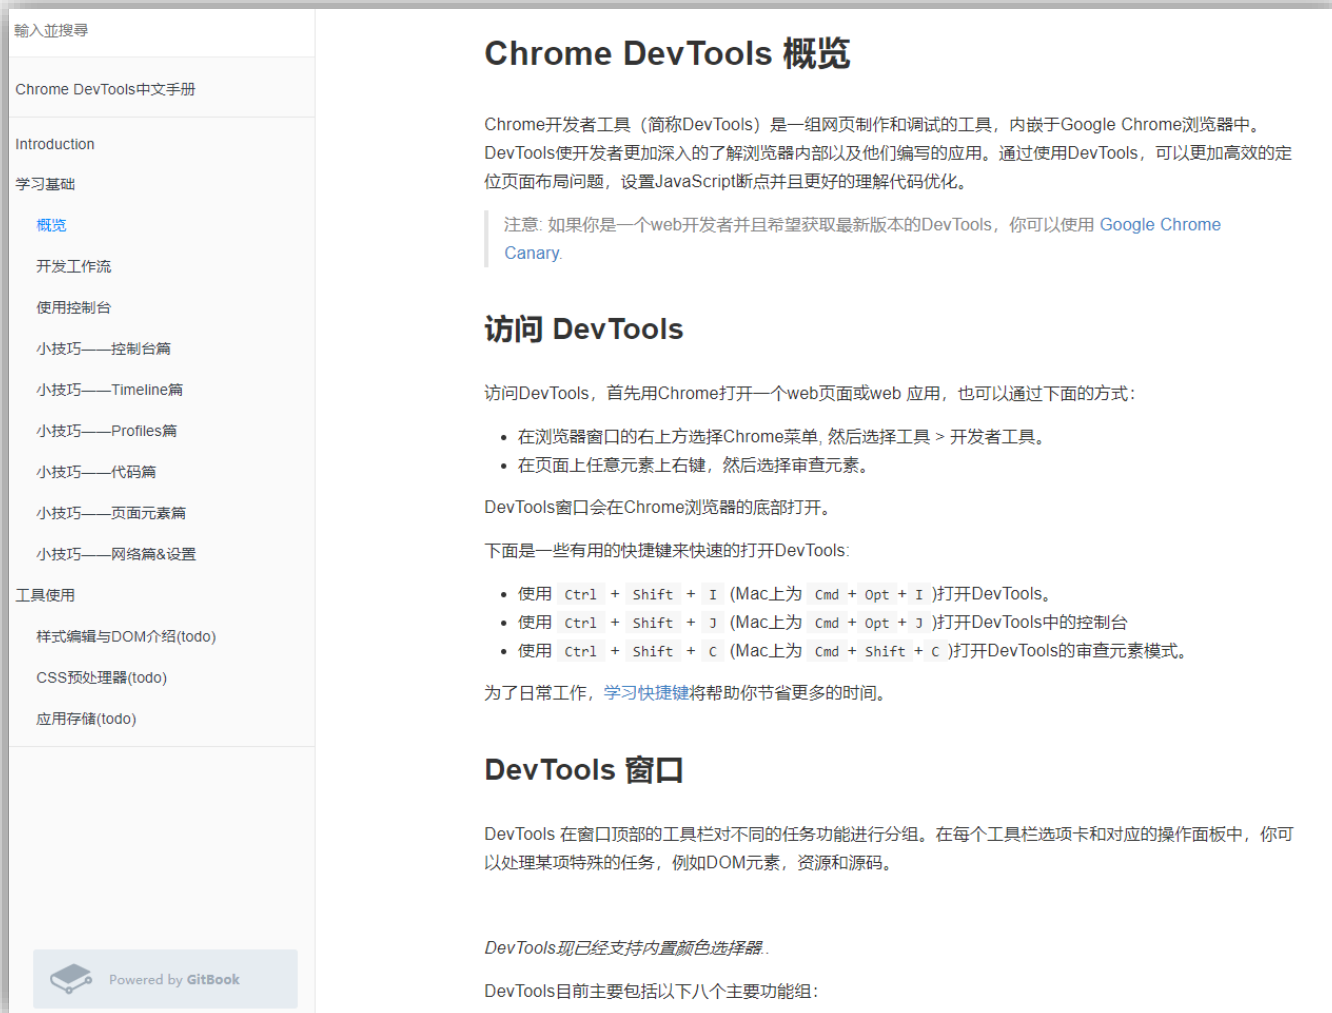 輸入並搜尋
Chrome DevTools中文手册
Introduction
学习基础
概览
开发工作流
使用控制台
小技巧——控制台篇
小技巧——Timeline篇
小技巧——Profiles篇
小技巧——代码篇
小技巧——页面元素篇
小技巧——网络篇&设置
工具使用
样式编辑与DOM介绍(todo)
CSS预处理器(todo)
应用存储(todo)
Powered by GitBook
Chrome DevTools 概览
Chrome开发者工具（简称DevTools）是一组网页制作和调试的工具，内嵌于Google Chrome浏览器中。
DevTools使开发者更加深入的了解浏览器内部以及他们编写的应用。通过使用DevTools，可以更加高效的定
位页面布局问题，设置JavaScript断点并且更好的理解代码优化。
注意: 如果你是一个web开发者并且希望获取最新版本的DevTools，你可以使用 Google Chrome
Canary.
访问 DevTools
访问DevTools，首先用Chrome打开一个web页面或web 应用，也可以通过下面的方式：
• 在浏览器窗口的右上方选择Chrome菜单, 然后选择工具 > 开发者工具。
• 在页面上任意元素上右键，然后选择审查元素。
DevTools窗口会在Chrome浏览器的底部打开。
下面是一些有用的快捷键来快速的打开DevTools:
• 使用 Ctrl + Shift + I (Mac上为 Cmd + Opt + I )打开DevTools。
• 使用 Ctrl + Shift + J (Mac上为 Cmd + Opt + J )打开DevTools中的控制台
• 使用 Ctrl + Shift + C (Mac上为 Cmd + Shift + C )打开DevTools的审查元素模式。
为了日常工作，学习快捷键将帮助你节省更多的时间。
DevTools 窗口
DevTools 在窗口顶部的工具栏对不同的任务功能进行分组。在每个工具栏选项卡和对应的操作面板中，你可
以处理某项特殊的任务，例如DOM元素，资源和源码。
DevTools现已经支持内置颜色选择器..
DevTools目前主要包括以下八个主要功能组：